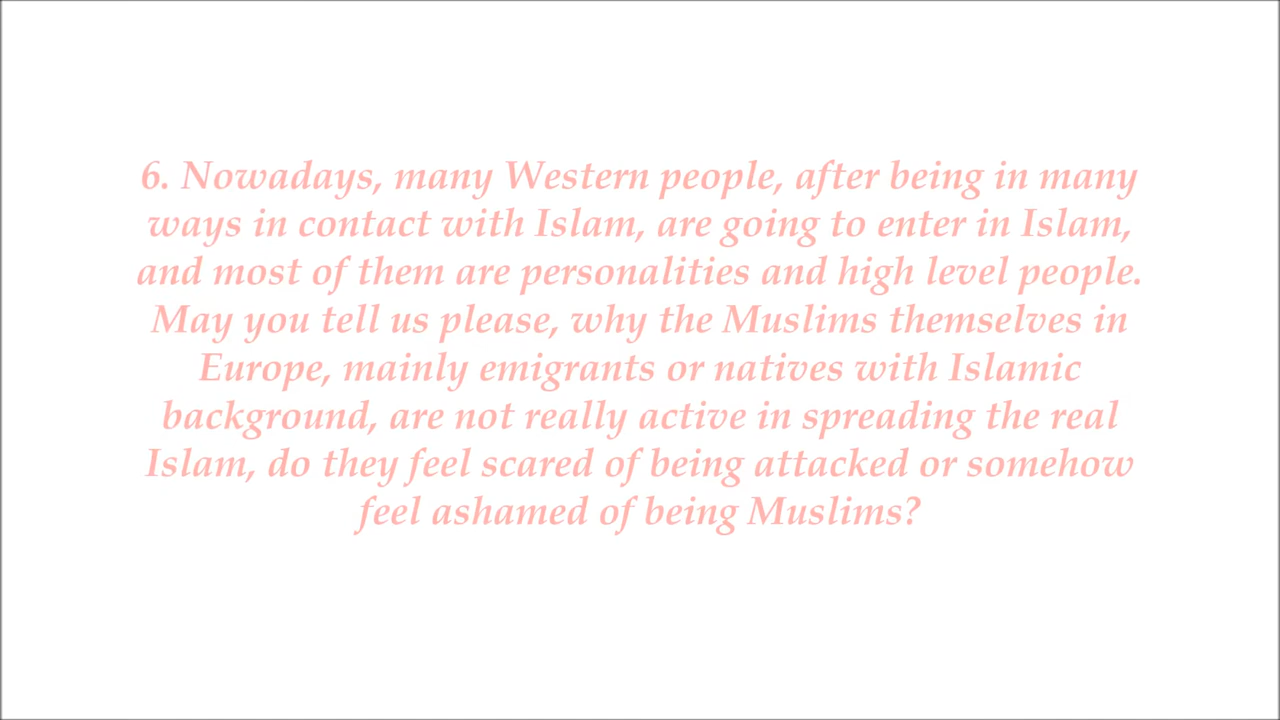 6. Nowadays, many Western people, after being in many
ways in contact with Islam, are going to enter in Islam,
and most of them are personalities and high level people.
May you tell us please, why the Muslims themselves in
Europe, mainly emigrants or natives with Islamic
background, are not really active in spreading the real
Islam, do they feel scared of being attacked or somehow
feel ashamed of being Muslims?